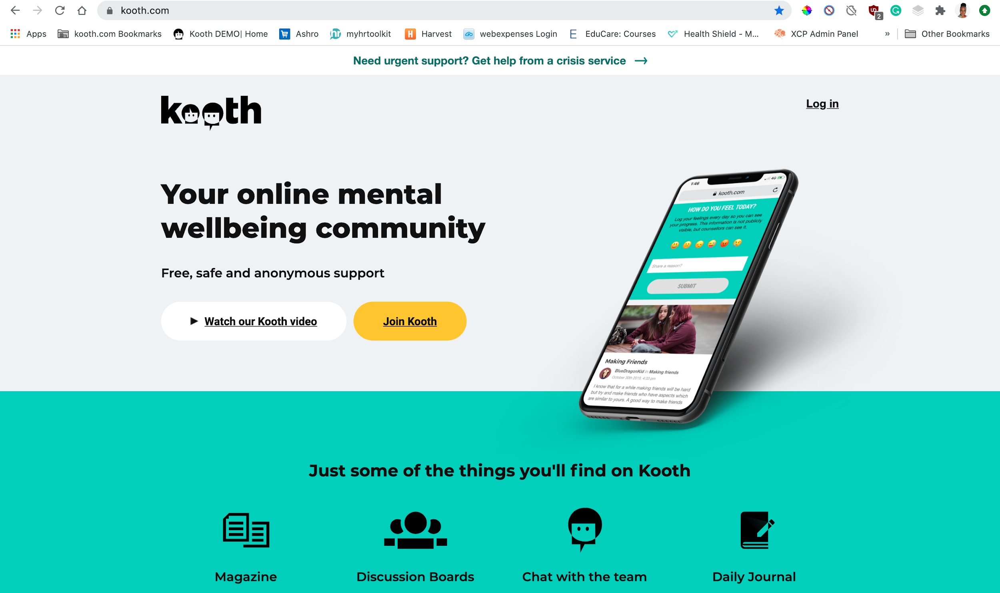 kooth.com
2
Apps
kooth.com Bookmarks
Kooth DEMO| Home
Ashro
hr
myhrtoolkit
H
Harvest
webexpenses Login
E
EduCare: Courses
Health Shield - M...
XCP Admin Panel
»
Other Bookmarks
Need urgent support? Get help from a crisis service →
kooth
Log in
Your online mental
wellbeing community
Free, safe and anonymous support
Watch our Kooth video
Join Kooth
1:46
4G
kooth.com
HOW DO YOU FEEL TODAY?
Log your feelings every day so you can see
your progress. This information is not publicly
visible, but counsellors can see it.
Share a reason?
SUBMIT
Making Friends
BlueDragonKid in Making friends
October 30th 2019, 4:33 pm
I know that for a while making friends will be hard
but try and make friends who have aspects which
are similar to yours. A good way to make friends
Just some of the things you'll find on Kooth
Magazine
Discussion Boards
Chat with the team
Daily Journal